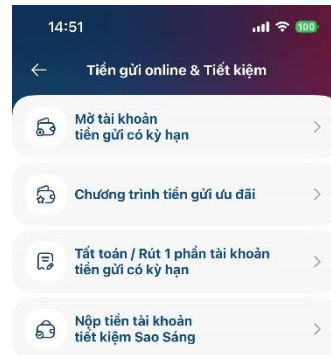 14:51
100
Tiền gửi online & Tiết kiệm
Mở tài khoản
tiền gửi có kỳ hạn
Chương trình tiền gửi ưu đãi
Tất toán / Rút 1 phần tài khoản
tiền gửi có kỳ hạn
Nộp tiền tài khoản
tiết kiệm Sao Sáng